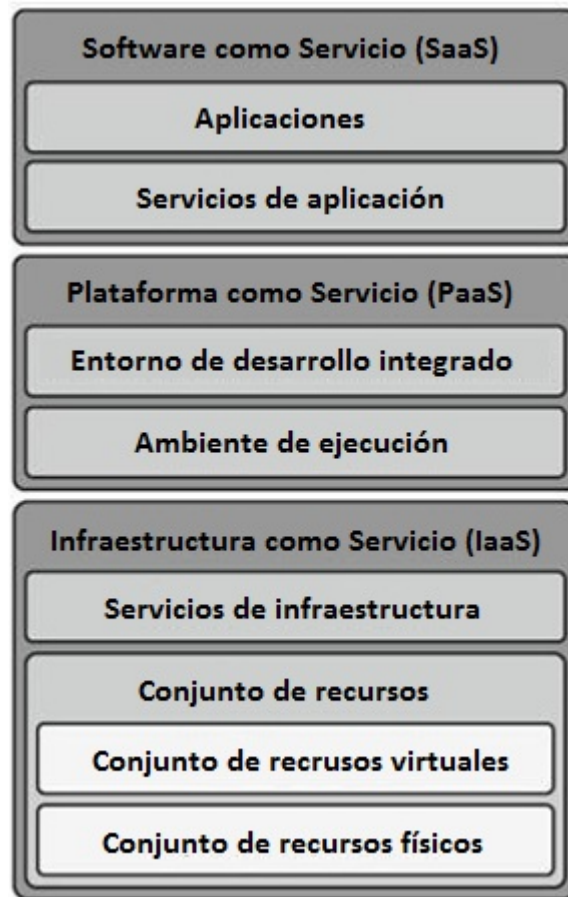 Software como Servicio (SaaS)
Aplicaciones
Servicios de aplicación
Plataforma como Servicio (PaaS)
Entorno de desarrollo integrado
Ambiente de ejecución
Infraestructura como Servicio (IaaS)
Servicios de infraestructura
Conjunto de recursos
Conjunto de recrusos virtuales
Conjunto de recursos físicos